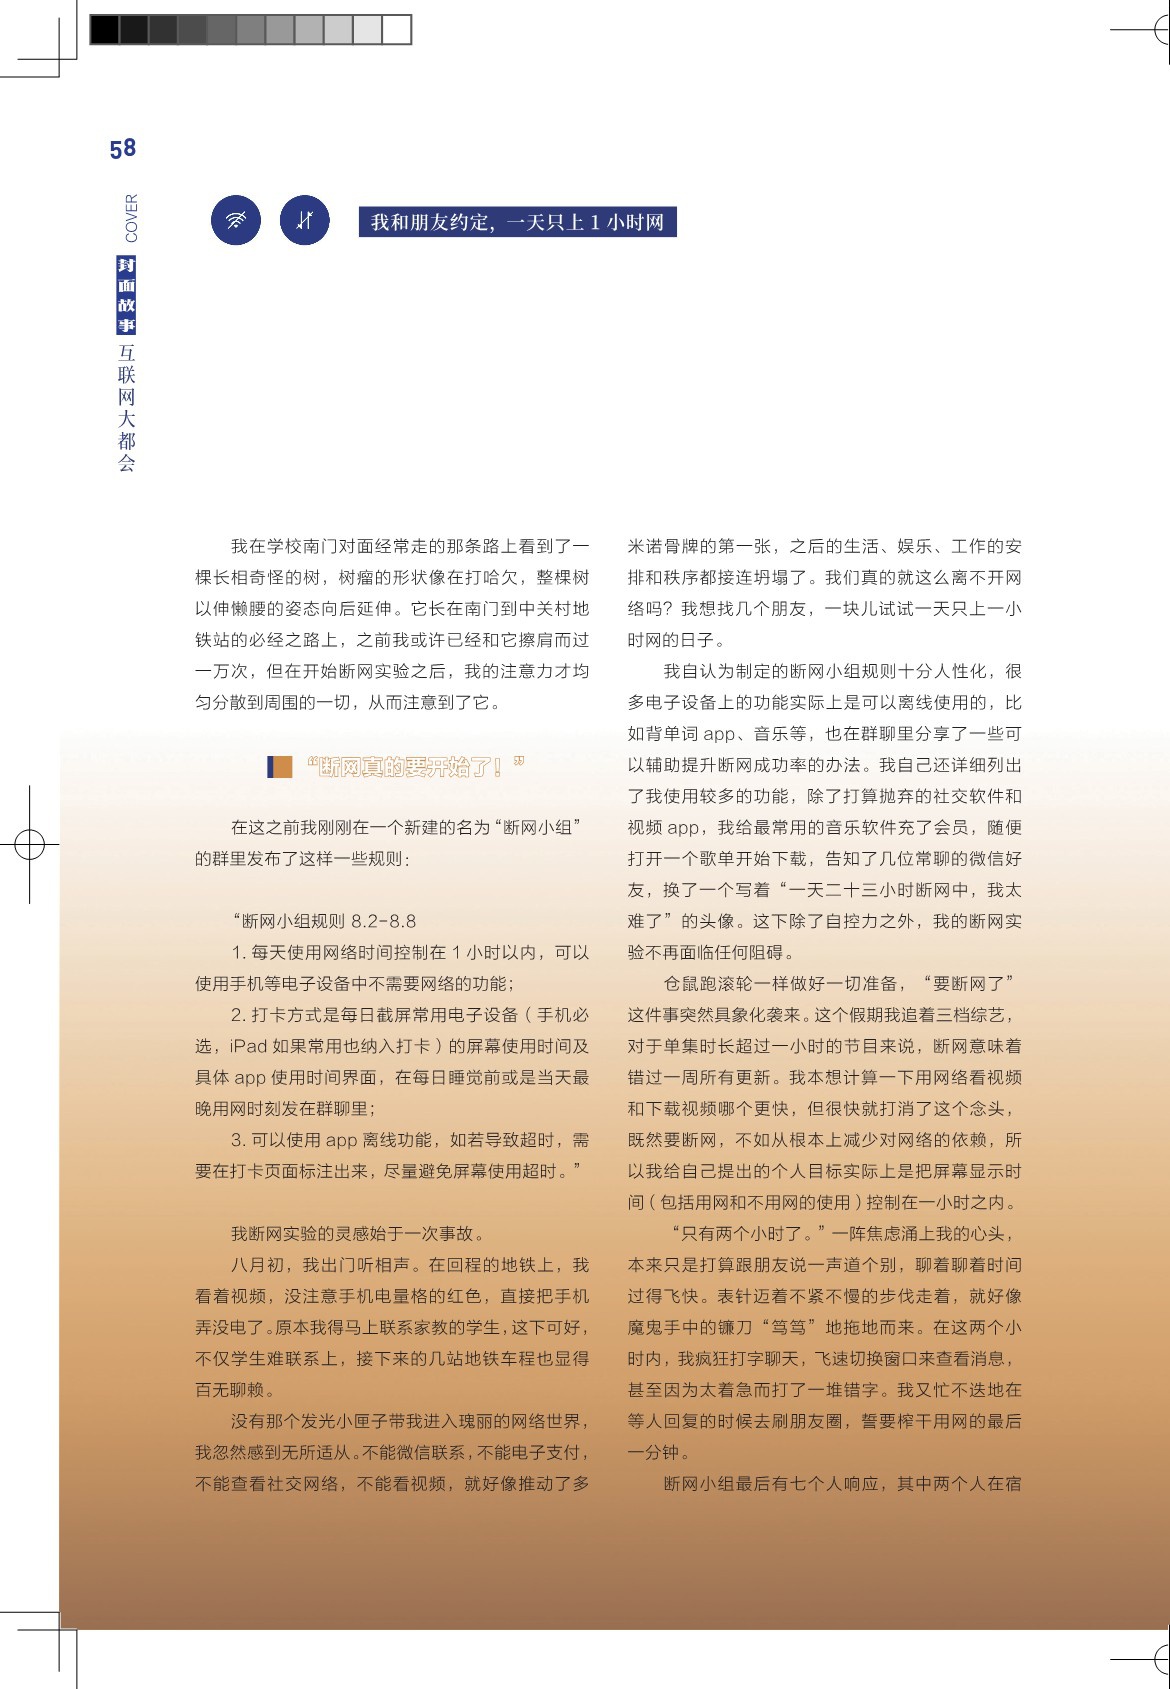 58
COVER
封面故事
互联网大都会
我和朋友约定，一天只上 1 小时网
我在学校南门对面经常走的那条路上看到了一
棵长相奇怪的树，树瘤的形状像在打哈欠，整棵树
以伸懒腰的姿态向后延伸。它长在南门到中关村地
铁站的必经之路上，之前我或许已经和它擦肩而过
一万次，但在开始断网实验之后，我的注意力才均
匀分散到周围的一切，从而注意到了它。
“断网真的要开始了！”
在这之前我刚刚在一个新建的名为“断网小组”
的群里发布了这样一些规则：
“断网小组规则 8.2-8.8
1. 每天使用网络时间控制在 1 小时以内，可以
使用手机等电子设备中不需要网络的功能；
2. 打卡方式是每日截屏常用电子设备（手机必
选，iPad 如果常用也纳入打卡）的屏幕使用时间及
具体 app 使用时间界面，在每日睡觉前或是当天最
晚用网时刻发在群聊里；
3. 可以使用 app 离线功能，如若导致超时，需
要在打卡页面标注出来，尽量避免屏幕使用超时。”
我断网实验的灵感始于一次事故。
八月初，我出门听相声。在回程的地铁上，我
看着视频，没注意手机电量格的红色，直接把手机
弄没电了。原本我得马上联系家教的学生，这下可好，
不仅学生难联系上，接下来的几站地铁车程也显得
百无聊赖。
没有那个发光小匣子带我进入瑰丽的网络世界，
我忽然感到无所适从。不能微信联系，不能电子支付，
不能查看社交网络，不能看视频，就好像推动了多
米诺骨牌的第一张，之后的生活、娱乐、工作的安
排和秩序都接连坍塌了。我们真的就这么离不开网
络吗？我想找几个朋友，一块儿试试一天只上一小
时网的日子。
我自认为制定的断网小组规则十分人性化，很
多电子设备上的功能实际上是可以离线使用的，比
如背单词 app、音乐等，也在群聊里分享了一些可
以辅助提升断网成功率的办法。我自己还详细列出
了我使用较多的功能，除了打算抛弃的社交软件和
视频 app，我给最常用的音乐软件充了会员，随便
打开一个歌单开始下载，告知了几位常聊的微信好
友，换了一个写着“一天二十三小时断网中，我太
难了”的头像。这下除了自控力之外，我的断网实
验不再面临任何阻碍。
仓鼠跑滚轮一样做好一切准备，“要断网了”
这件事突然具象化袭来。这个假期我追着三档综艺，
对于单集时长超过一小时的节目来说，断网意味着
错过一周所有更新。我本想计算一下用网络看视频
和下载视频哪个更快，但很快就打消了这个念头，
既然要断网，不如从根本上减少对网络的依赖，所
以我给自己提出的个人目标实际上是把屏幕显示时
间（包括用网和不用网的使用）控制在一小时之内。
“只有两个小时了。”一阵焦虑涌上我的心头，
本来只是打算跟朋友说一声道个别，聊着聊着时间
过得飞快。表针迈着不紧不慢的步伐走着，就好像
魔鬼手中的镰刀“笃笃”地拖地而来。在这两个小
时内，我疯狂打字聊天，飞速切换窗口来查看消息，
甚至因为太着急而打了一堆错字。我又忙不迭地在
等人回复的时候去刷朋友圈，誓要榨干用网的最后
一分钟。
断网小组最后有七个人响应，其中两个人在宿